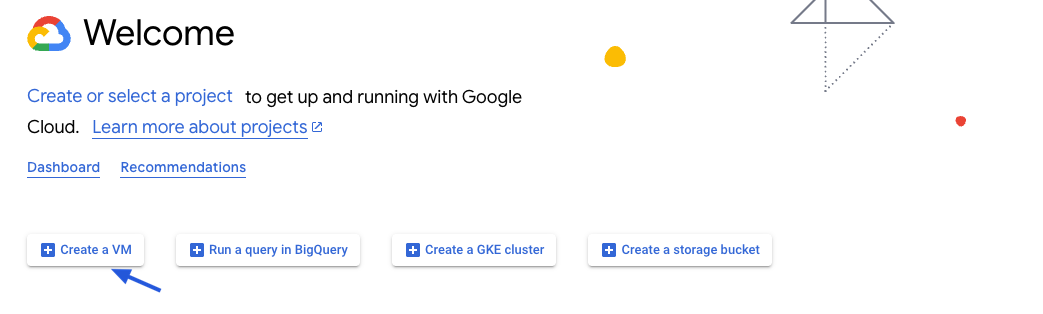 Welcome
Create or select a project to get up and running with Google
Cloud. Learn more about projects
Dashboard Recommendations
Create a VM Run a query in BigQuery Create a GKE cluster Create a storage bucket